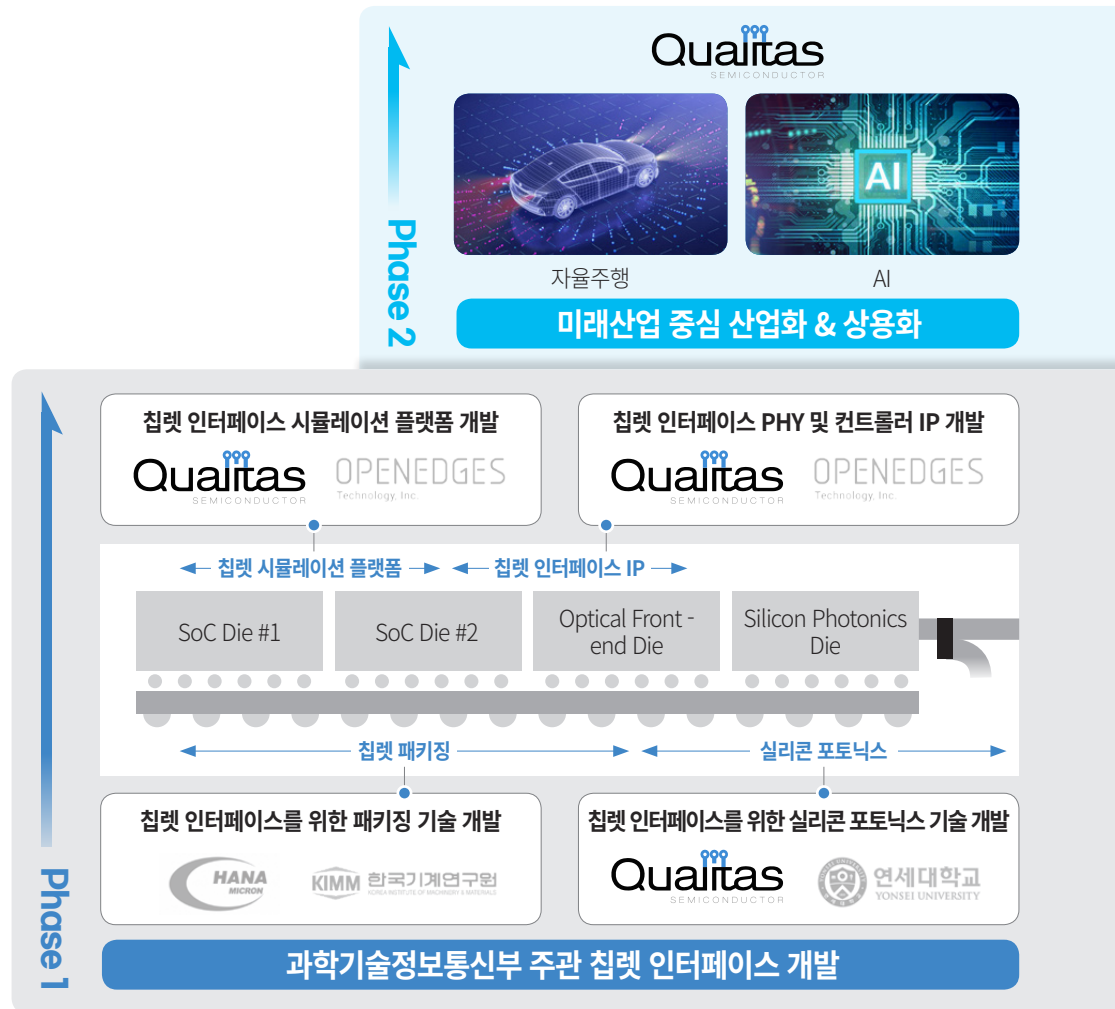 Qualitas
SEMICONDUCTOR
AI
자율주행
AI
미래산업 중심 산업화 & 상용화
Phase 2
칩렛 인터페이스 시뮬레이션 플랫폼 개발
Qualitas
SEMICONDUCTOR
OPENEDGES
Technology, Inc.
칩렛 인터페이스 PHY 및 컨트롤러 IP 개발
Qualitas
SEMICONDUCTOR
OPENEDGES
Technology, Inc.
칩렛 시뮬레이션 플랫폼
칩렛 인터페이스 IP
SoC Die #1
SoC Die #2
Optical Front -
end Die
Silicon Photonics
Die
칩렛 패키징
실리콘 포토닉스
칩렛 인터페이스를 위한 패키징 기술 개발
HANA
MICRON
KIMM 한국기계연구원
KOREA INSTITUTE OF MACHINERY & MATERIALS
칩렛 인터페이스를 위한 실리콘 포토닉스 기술 개발
Qualitas
SEMICONDUCTOR
연세대학교
YONSEI UNIVERSITY
Phase 1
과학기술정보통신부 주관 칩렛 인터페이스 개발